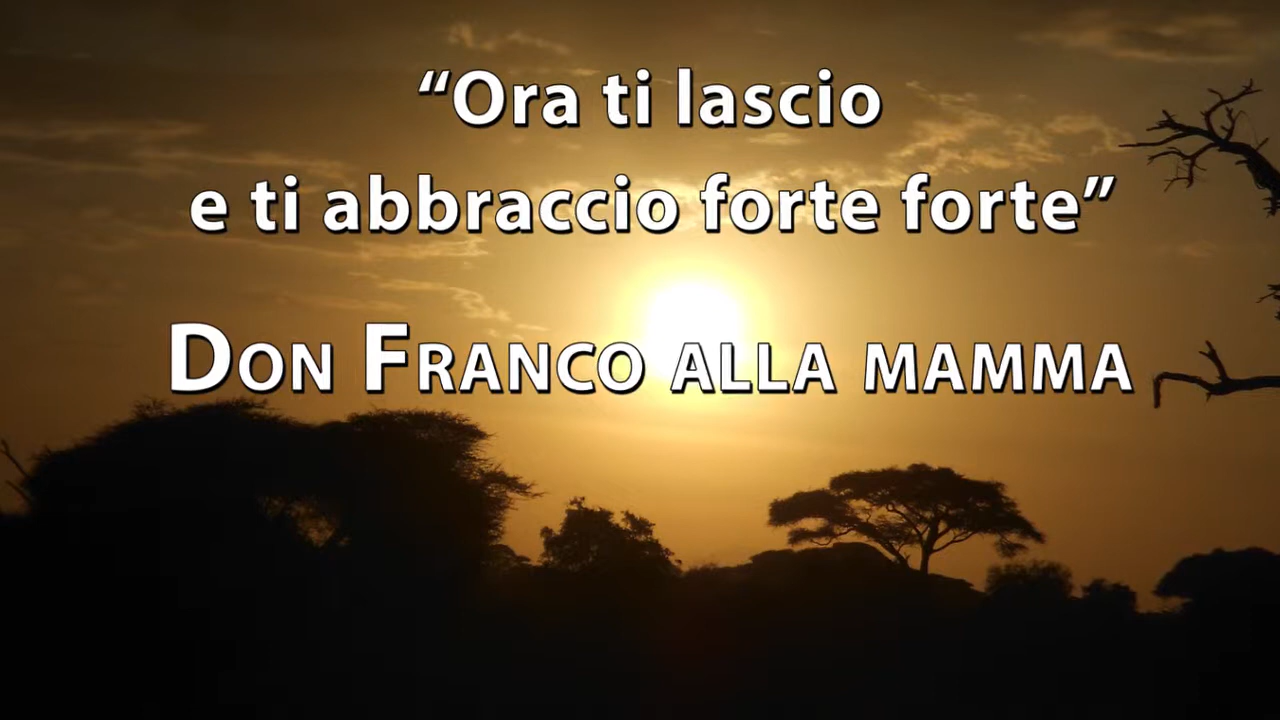 “Ora ti lascio
e ti abbraccio forte forte”
Don Franco alla mamma